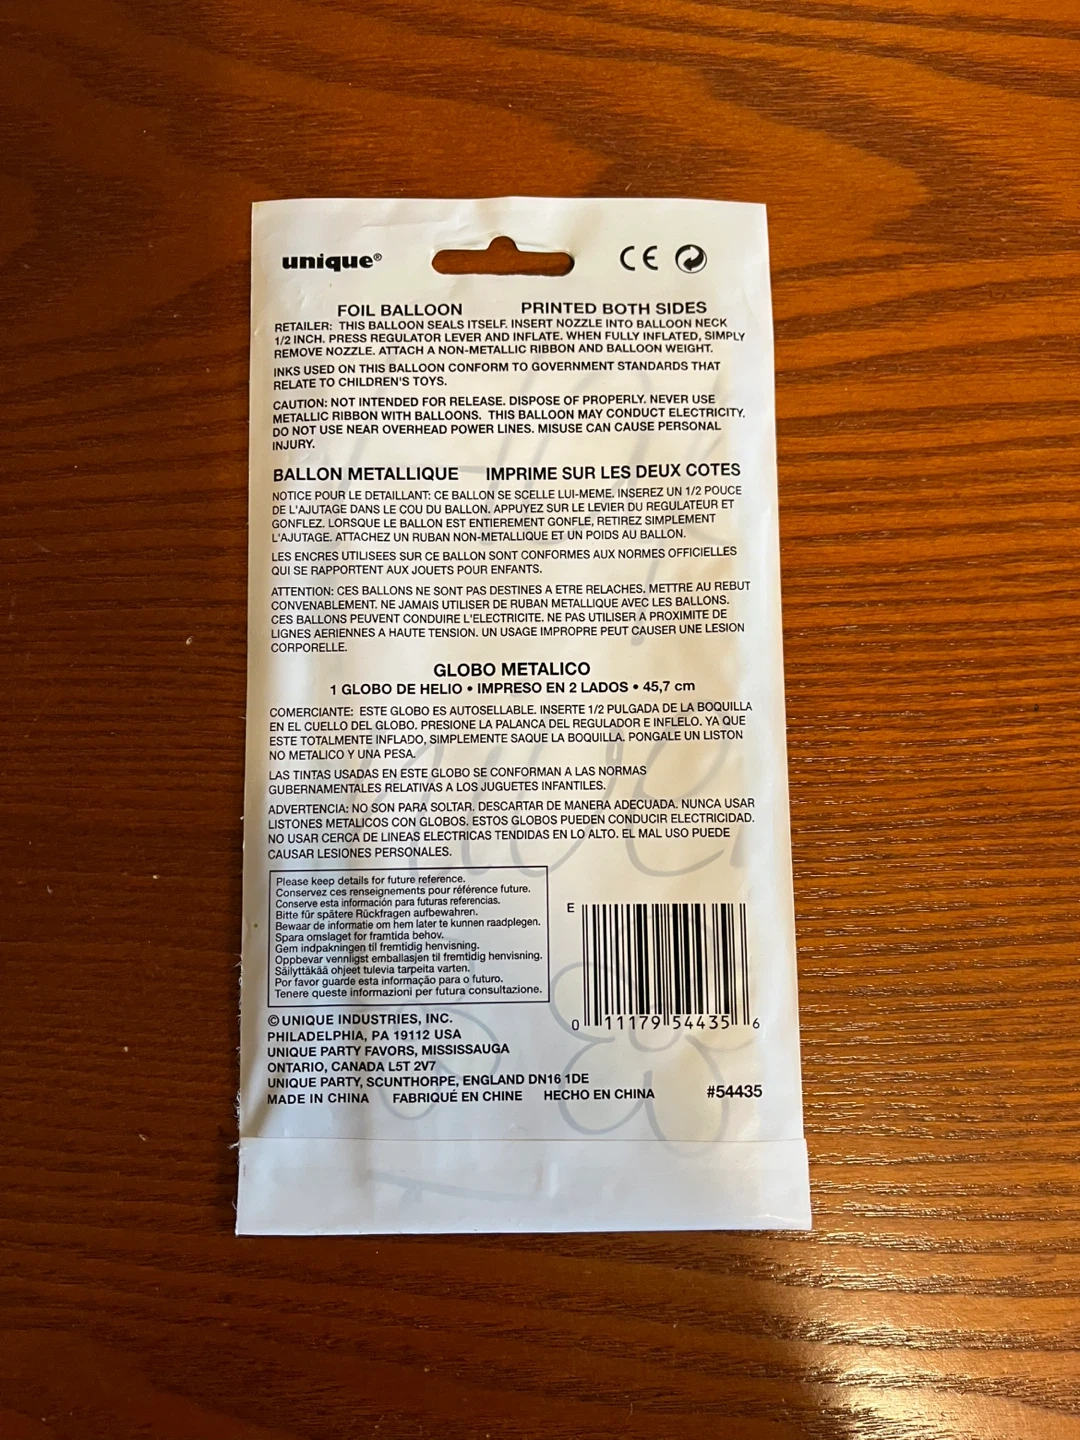 unique®
CE
FOIL BALLOON PRINTED BOTH SIDES
RETAILER: THIS BALLOON SEALS ITSELF. INSERT NOZZLE INTO BALLOON NECK
1/2 INCH. PRESS REGULATOR LEVER AND INFLATE. WHEN FULLY INFLATED, SIMPLY
REMOVE NOZZLE. ATTACH A NON-METALLIC RIBBON AND BALLOON WEIGHT.
INKS USED ON THIS BALLOON CONFORM TO GOVERNMENT STANDARDS THAT
RELATE TO CHILDREN'S TOYS.
CAUTION: NOT INTENDED FOR RELEASE. DISPOSE OF PROPERLY. NEVER USE
METALLIC RIBBON WITH BALLOONS. THIS BALLOON MAY CONDUCT ELECTRICITY.
DO NOT USE NEAR OVERHEAD POWER LINES. MISUSE CAN CAUSE PERSONAL
INJURY.
BALLON METALLIQUE IMPRIME SUR LES DEUX COTES
NOTICE POUR LE DETAILLANT: CE BALLON SE SCELLE LUI-MEME. INSEREZ UN 1/2 POUCE
DE L'AJUTAGE DANS LE COU DU BALLON. APPUYEZ SUR LE LEVIER DU REGULATEUR ET
GONFLEZ. LORSQUE LE BALLON EST ENTIEREMENT GONFLE, RETIREZ SIMPLEMENT
L'AJUTAGE. ATTACHEZ UN RUBAN NON-METALLIQUE ET UN POIDS AU BALLON.
LES ENCRES UTILISEES SUR CE BALLON SONT CONFORMES AUX NORMES OFFICIELLES
QUI SE RAPPORTENT AUX JOUETS POUR ENFANTS.
ATTENTION: CES BALLONS NE SONT PAS DESTINES A ETRE RELACHES. METTRE AU REBUT
CONVENABLEMENT. NE JAMAIS UTILISER DE RUBAN METALLIQUE AVEC LES BALLONS.
CES BALLONS PEUVENT CONDUIRE L'ELECTRICITE. NE PAS UTILISER A PROXIMITE DE
LIGNES AERIENNES A HAUTE TENSION. UN USAGE IMPROPRE PEUT CAUSER UNE LESION
CORPORELLE.
GLOBO METALICO
1 GLOBO DE HELIO • IMPRESO EN 2 LADOS • 45,7 cm
COMERCIANTE: ESTE GLOBO ES AUTOSELLABLE. INSERTE 1/2 PULGADA DE LA BOQUILLA
EN EL CUELLO DEL GLOBO. PRESIONE LA PALANCA DEL REGULADOR E INFLELO. YA QUE
ESTE TOTALMENTE INFLADO, SIMPLEMENTE SAQUE LA BOQUILLA. PONGALE UN LISTON
NO METALICO Y UNA PESA.
LAS TINTAS USADAS EN ESTE GLOBO SE CONFORMAN A LAS NORMAS
GUBERNAMENTALES RELATIVAS A LOS JUGUETES INFANTILES.
ADVERTENCIA: NO SON PARA SOLTAR. DESCARTAR DE MANERA ADECUADA. NUNCA USAR
LISTONES METALICOS CON GLOBOS. ESTOS GLOBOS PUEDEN CONDUCIR ELECTRICIDAD.
NO USAR CERCA DE LINEAS ELECTRICAS TENDIDAS EN LO ALTO. EL MAL USO PUEDE
CAUSAR LESIONES PERSONALES.
Please keep details for future reference.
Conservez ces renseignements pour référence future.
Conserve esta información para futuras referencias.
Bitte für spätere Rückfragen aufbewahren.
Bewaar de informatie om hem later te kunnen raadplegen.
Spara omslaget for framtida behov.
Gem indpakningen til fremtidig henvisning.
Oppbevar vennligst emballasjen til fremtidig henvisning.
Säilyttäkää ohjeet tulevia tarpeita varten.
Por favor guarde esta informação para o futuro.
Tenere queste informazioni per futura consultazione.
E
0 11179 54435 6
© UNIQUE INDUSTRIES, INC.
PHILADELPHIA, PA 19112 USA
UNIQUE PARTY FAVORS, MISSISSAUGA
ONTARIO, CANADA L5T 2V7
UNIQUE PARTY, SCUNTHORPE, ENGLAND DN16 1DE
MADE IN CHINA FABRIQUÉ EN CHINE HECHO EN CHINA #54435